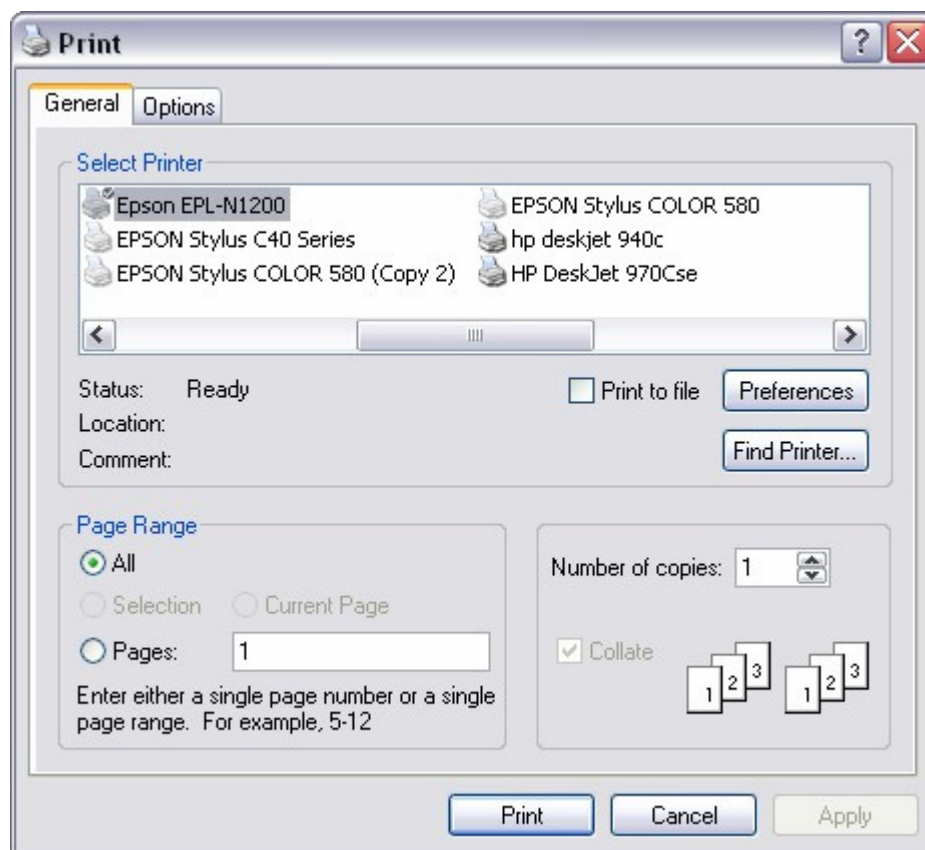 Print
General Options
Select Printer
Epson EPL-N1200
EPSON Stylus C40 Series
EPSON Stylus COLOR 580 (Copy 2)
EPSON Stylus COLOR 580
hp deskjet 940c
HP DeskJet 970Cse
Status: Ready
Print to file
Preferences
Location:
Comment:
Find Printer...
Page Range
All
Selection Current Page
Pages: 1
Enter either a single page number or a single
page range. For example, 5-12
Number of copies: 1
Collate
1 2 3 1 2 3
Print Cancel Apply